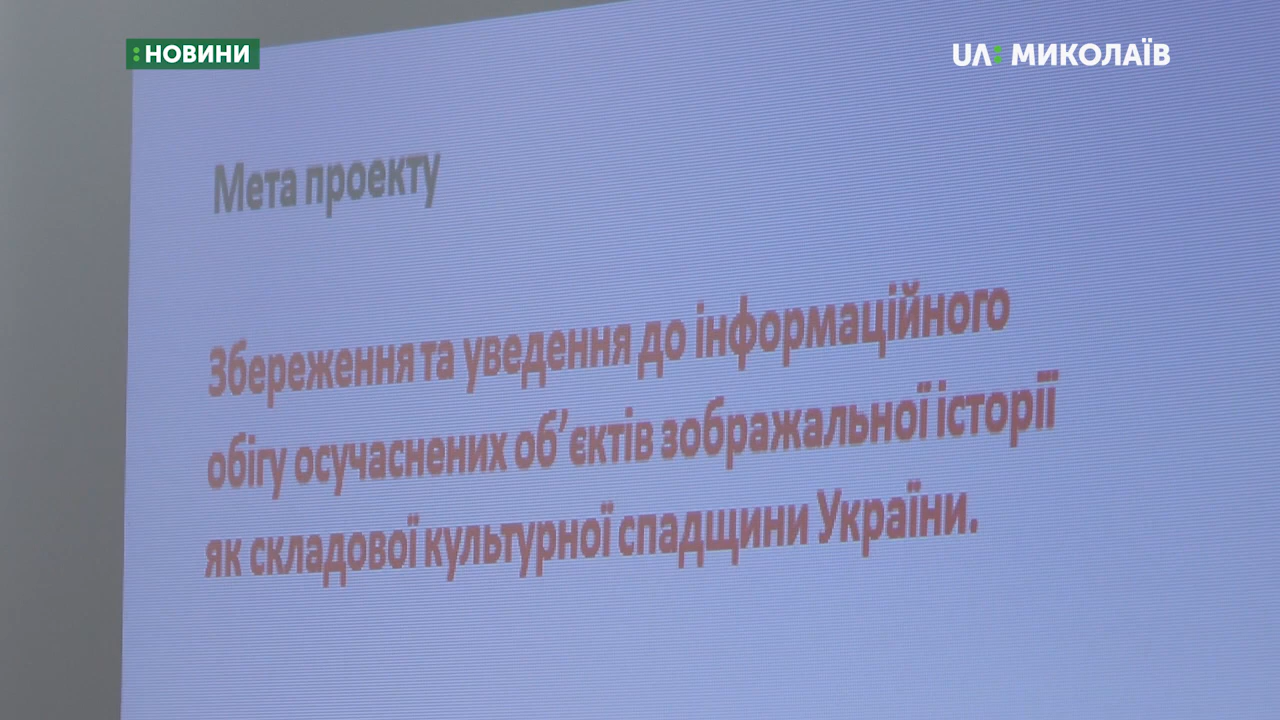 :НОВИНИ
UA: МИКОЛАЇВ
Мета проекту
Збереження та уведення до інформаційного
обігу осучаснених об’єктів зображальної історії
як складової культурної спадщини України.